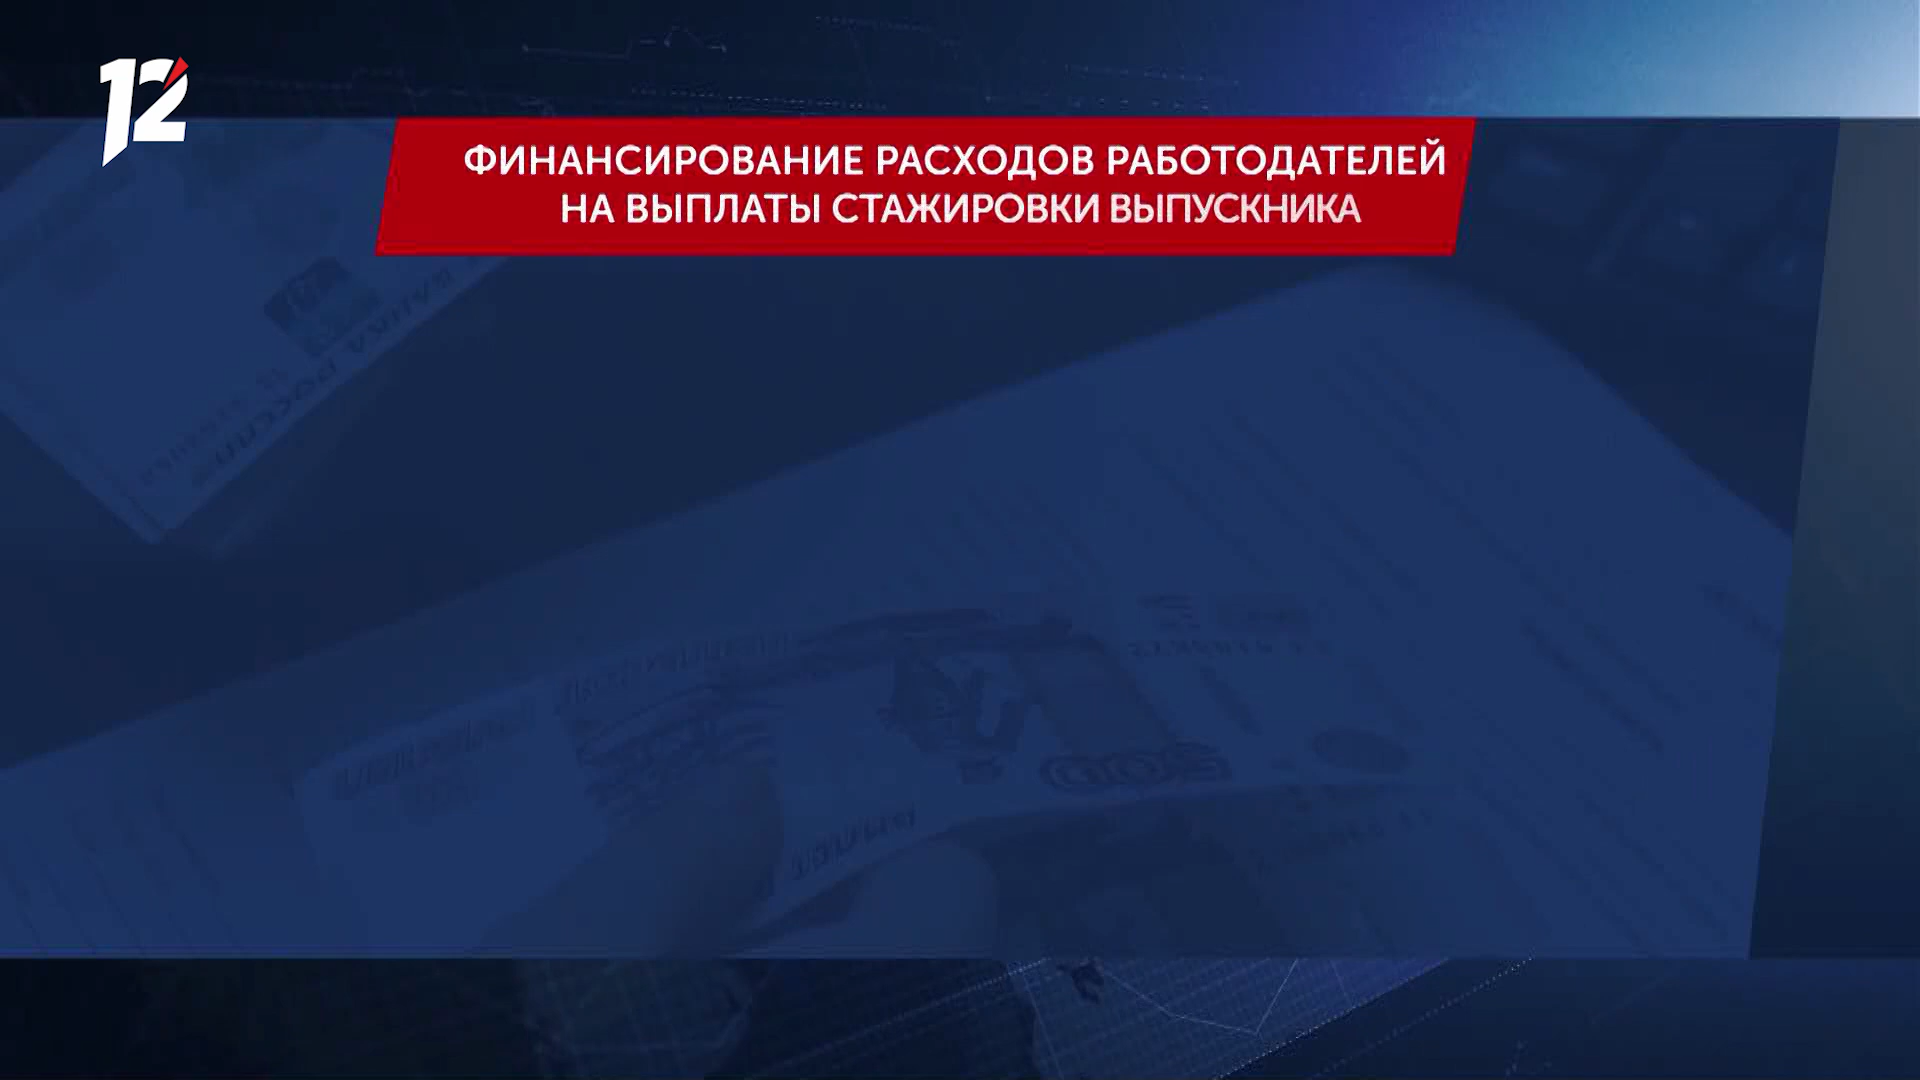 12
ФИНАНСИРОВАНИЕ РАСХОДОВ РАБОТОДАТЕЛЕЙ
НА ВЫПЛАТЫ СТАЖИРОВКИ ВЫПУСКНИКА